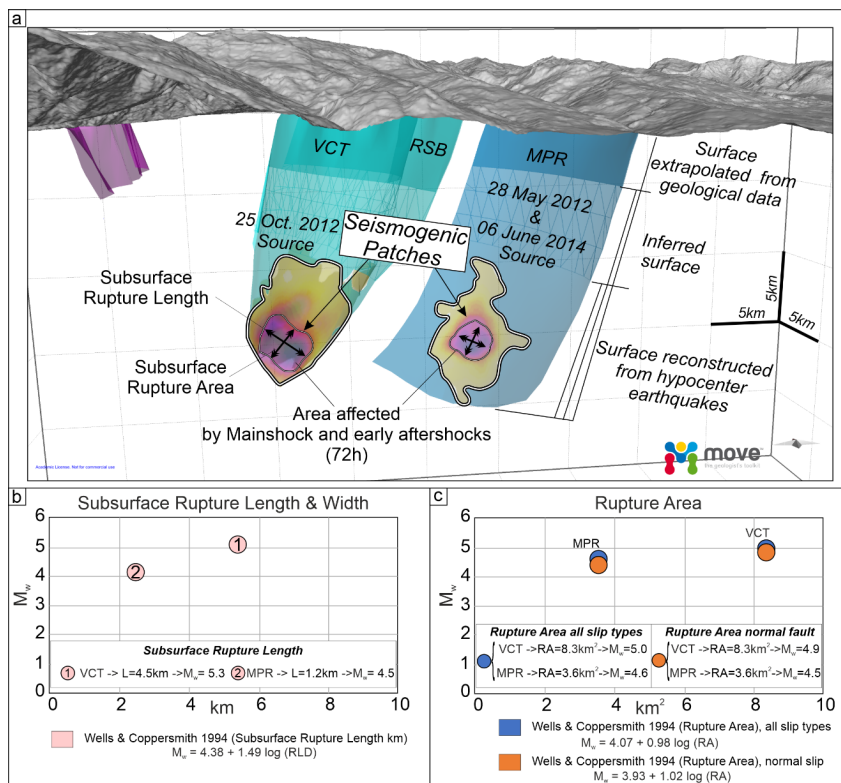 a
VCT
RSB
MPR
Surface
extrapolated from
geological data
28 May 2012
&
06 June 2014
Source
25 Oct. 2012
Source
Seismogenic
Patches
Inferred
surface
Subsurface
Rupture Length
5km
5km
5km
Subsurface
Rupture Area
Surface reconstructed
from hypocenter
earthquakes
Area affected
by Mainshock and early aftershocks
(72h)
move
the geologist's toolkit
Academic License. Not for commercial use
b
Subsurface Rupture Length & Width
6
5
4
3
2
1
0
Mw
1
2
Subsurface Rupture Length
1 VCT -> L=4.5km ->Mw= 5.3 2 MPR -> L=1.2km ->Mw= 4.5
0 2 4 6 8 10
km
Wells & Coppersmith 1994 (Subsurface Rupture Length km)
Mw = 4.38 + 1.49 log (RLD)
c
Rupture Area
6
5
4
3
2
1
0
Mw
MPR
VCT
Rupture Area all slip types
VCT ->RA=8.3km²->Mw=5.0
MPR ->RA=3.6km²->Mw=4.6
Rupture Area normal fault
VCT ->RA=8.3km²->Mw=4.9
MPR ->RA=3.6km²->Mw=4.5
0 2 4 6 8 10
km²
Wells & Coppersmith 1994 (Rupture Area), all slip types
Mw = 4.07 + 0.98 log (RA)
Wells & Coppersmith 1994 (Rupture Area), normal slip
Mw = 3.93 + 1.02 log (RA)